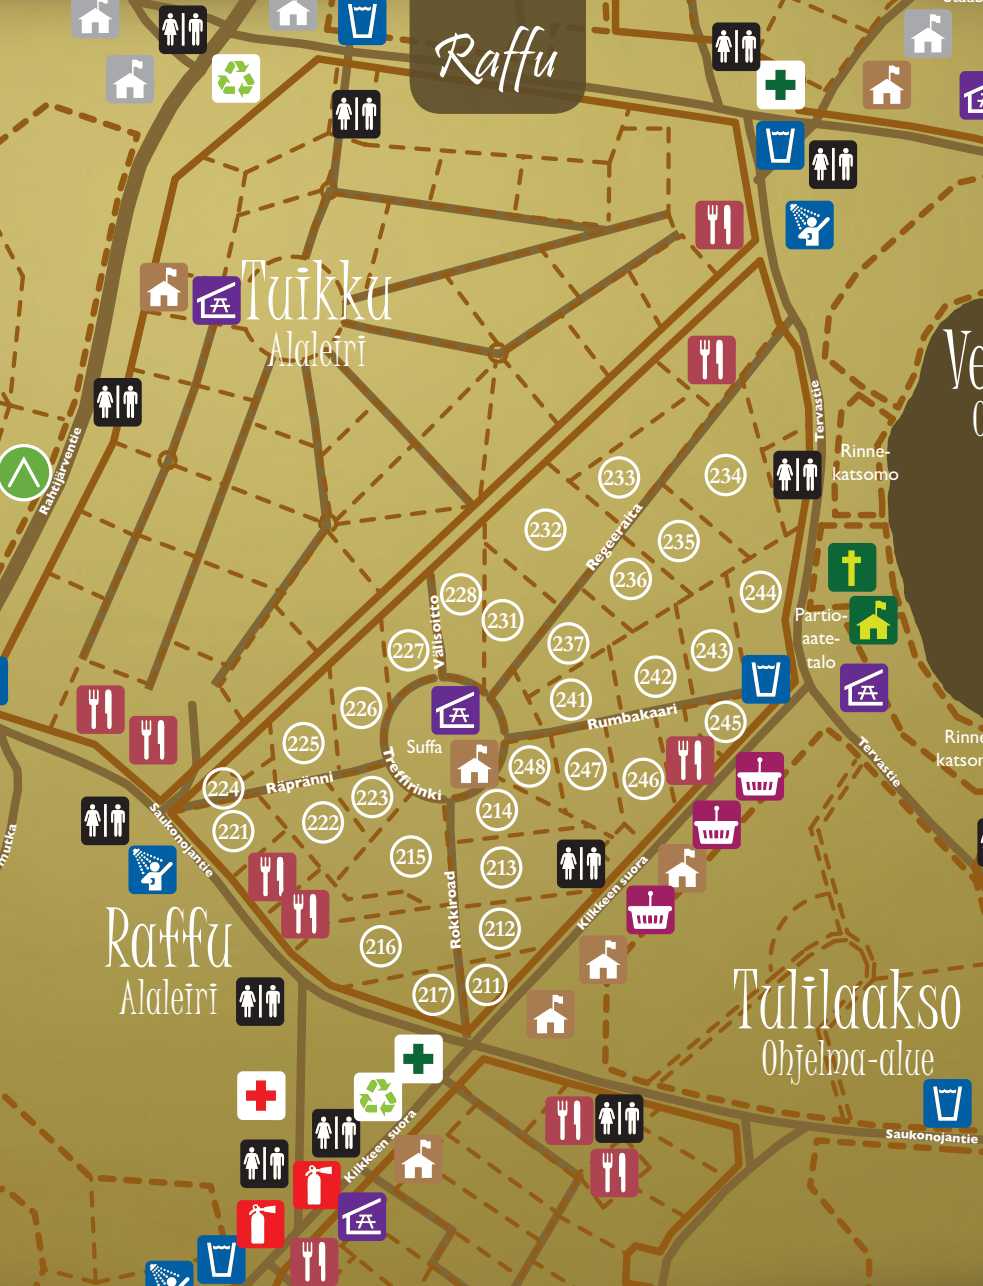 Raffu
Tuikku
Alaleiri
Rahtijärventie
Tervastie
Rinne-
katsomo
233
234
232
Regeeraita
235
236
228
231
244
Partio-
aate-
talo
Välisoitto
227
237
243
242
241
226
Rumbakaari
245
Suffa
225
Treffirinki
248
247
246
Räpränni
224
223
214
221
222
Saukonojantie
215
213
Rokkiroad
Kilkkeen suora
212
216
217
211
Tervastie
Raffu
Alaleiri
Tulilaakso
Ohjelma-alue
Kilkkeen suora
Saukonojantie